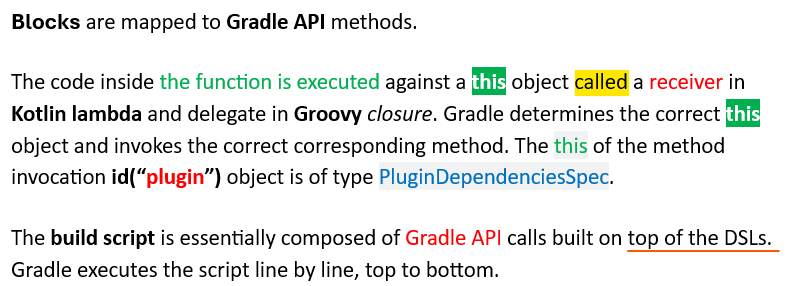 Blocks are mapped to Gradle API methods.
The code inside the function is executed against a this object called a receiver in
Kotlin lambda and delegate in Groovy closure. Gradle determines the correct this
object and invokes the correct corresponding method. The this of the method
invocation id(“plugin”) object is of type PluginDependenciesSpec.
The build script is essentially composed of Gradle API calls built on top of the DSLs.
Gradle executes the script line by line, top to bottom.